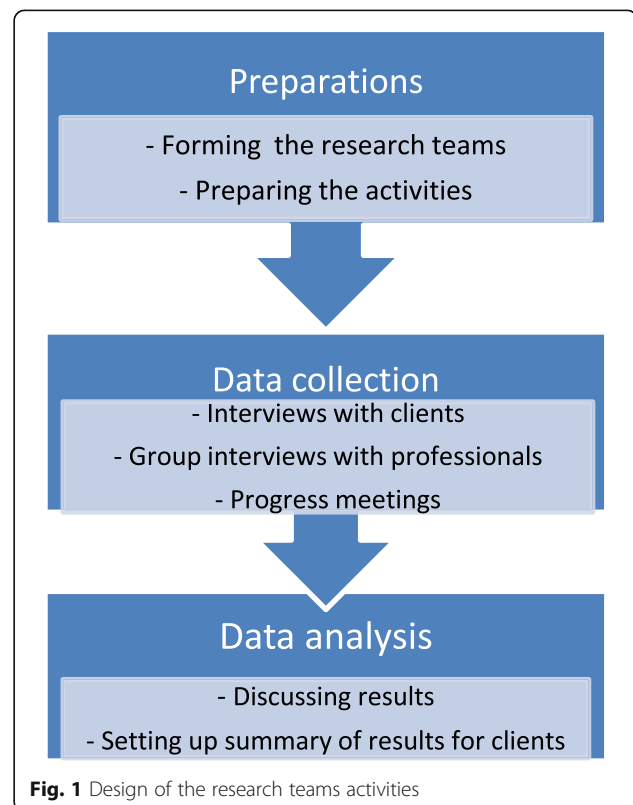 Preparations
- Forming the research teams
- Preparing the activities
Data collection
- Interviews with clients
- Group interviews with professionals
- Progress meetings
Data analysis
- Discussing results
- Setting up summary of results for clients
Fig. 1 Design of the research teams activities